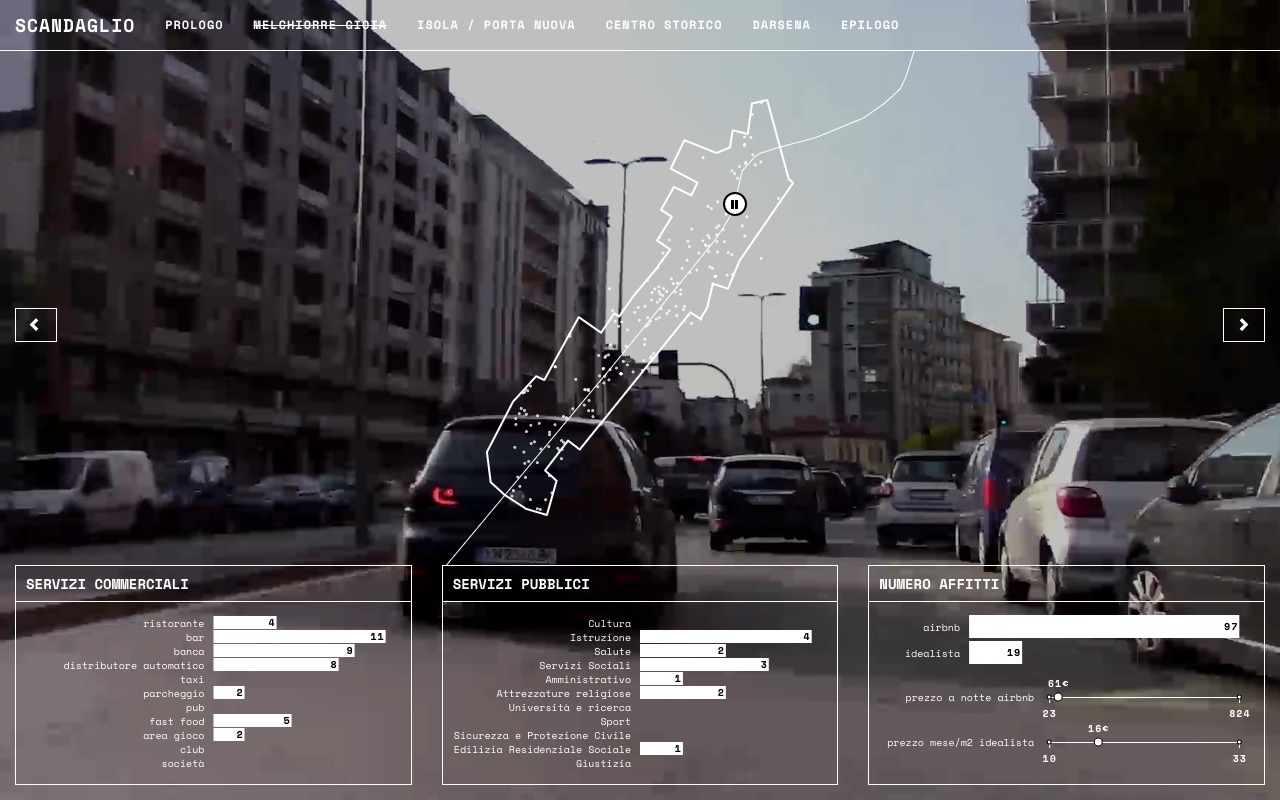 SCANDAGLIO PROLOGO MELCHIORRE GIOIA ISOLA / PORTA NUOVA CENTRO STORICO DARSENA EPILOGO
SERVIZI COMMERCIALI
ristorante 4
bar 11
banca 9
distributore automatico 8
taxi
parcheggio 2
pub
fast food 5
area gioco 2
club
società
SERVIZI PUBBLICI
Cultura
Istruzione 4
Salute 2
Servizi Sociali 3
Amministrativo 1
Attrezzature religiose 2
Università e ricerca
Sport
Sicurezza e Protezione Civile
Edilizia Residenziale Sociale 1
Giustizia
NUMERO AFFITTI
airbnb 97
idealista 19
61€
prezzo a notte airbnb
23 824
16€
prezzo mese/m2 idealista
10 33